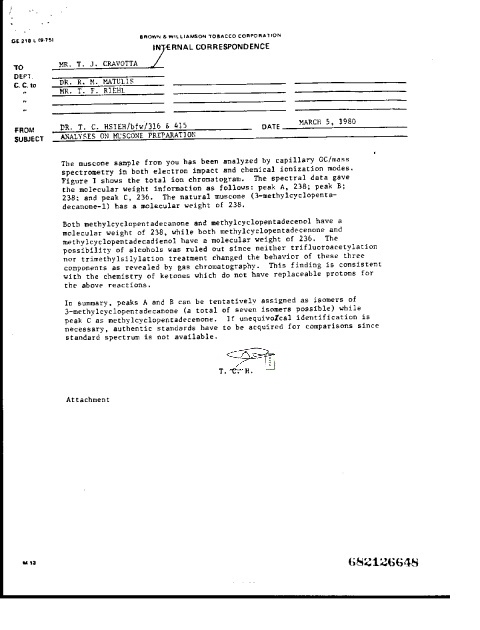 GE 218 L (9-75)
BROWN & WILLIAMSON TOBACCO CORPORATION
INTERNAL CORRESPONDENCE
TO MR. T. J. CRAVOTTA
DEPT.
C. C. to DR. R. M. MATULIS
" MR. T. F. RIEHL
"
"
FROM DR. T. C. HSIEH/bfw/316 & 415 DATE MARCH 5, 1980
SUBJECT ANALYSES ON MUSCONE PREPARATION
The muscone sample from you has been analyzed by capillary GC/mass
spectrometry in both electron impact and chemical ionization modes.
Figure 1 shows the total ion chromatogram. The spectral data gave
the molecular weight information as follows: peak A, 238; peak B;
238; and peak C, 236. The natural muscone (3-methylcyclopenta-
decanone-1) has a molecular weight of 238.
Both methylcyclopentadecanone and methylcyclopentadecenol have a
molecular weight of 238, while both methylcyclopentadecenone and
methylcyclopentadecadienol have a molecular weight of 236. The
possibility of alcohols was ruled out since neither trifluroacetylation
nor trimethylsilylation treatment changed the behavior of these three
components as revealed by gas chromatography. This finding is consistent
with the chemistry of ketones which do not have replaceable protons for
the above reactions.
In summary, peaks A and B can be tentatively assigned as isomers of
3-methylcyclopentadecanone (a total of seven isomers possible) while
peak C as methylcyclopentadecenone. If unequivocal identification is
necessary, authentic standards have to be acquired for comparisons since
standard spectrum is not available.
T. C. H.
Attachment
M 13
682126648